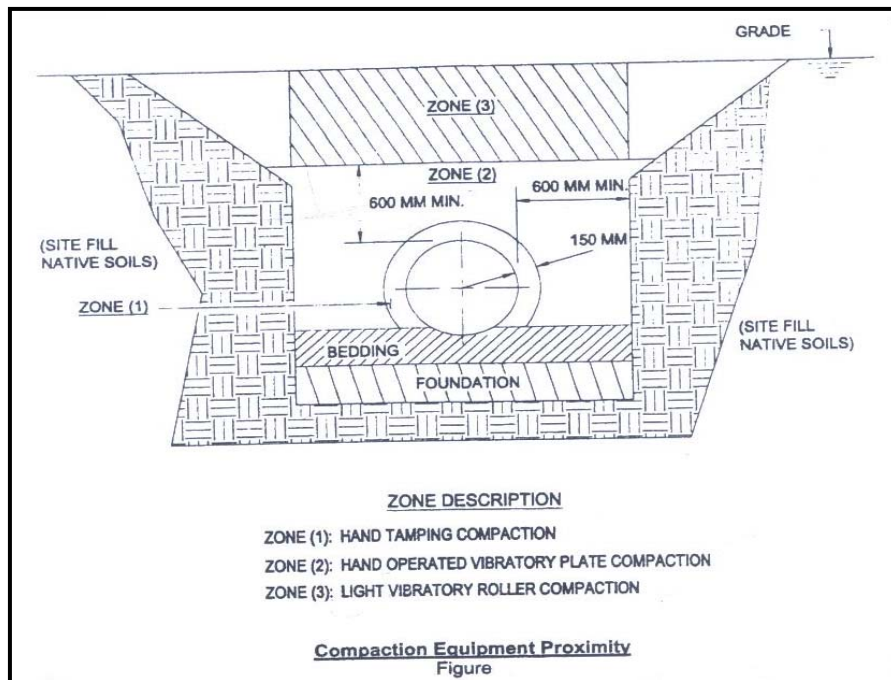 GRADE
ZONE (3)
ZONE (2)
600 MM MIN.
600 MM MIN.
150 MM
(SITE FILL
NATIVE SOILS)
ZONE (1)
(SITE FILL
NATIVE SOILS)
BEDDING
FOUNDATION
ZONE DESCRIPTION
ZONE (1): HAND TAMPING COMPACTION
ZONE (2): HAND OPERATED VIBRATORY PLATE COMPACTION
ZONE (3): LIGHT VIBRATORY ROLLER COMPACTION
Compaction Equipment Proximity
Figure